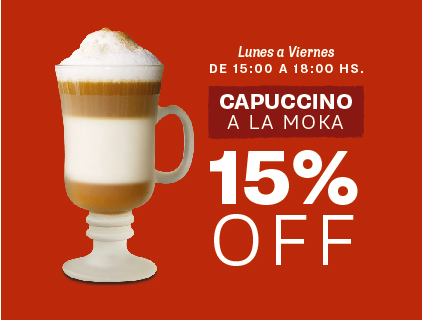 Lunes a Viernes
DE 15:00 A 18:00 HS.
CAPUCCINO
A LA MOKA
15%
OFF